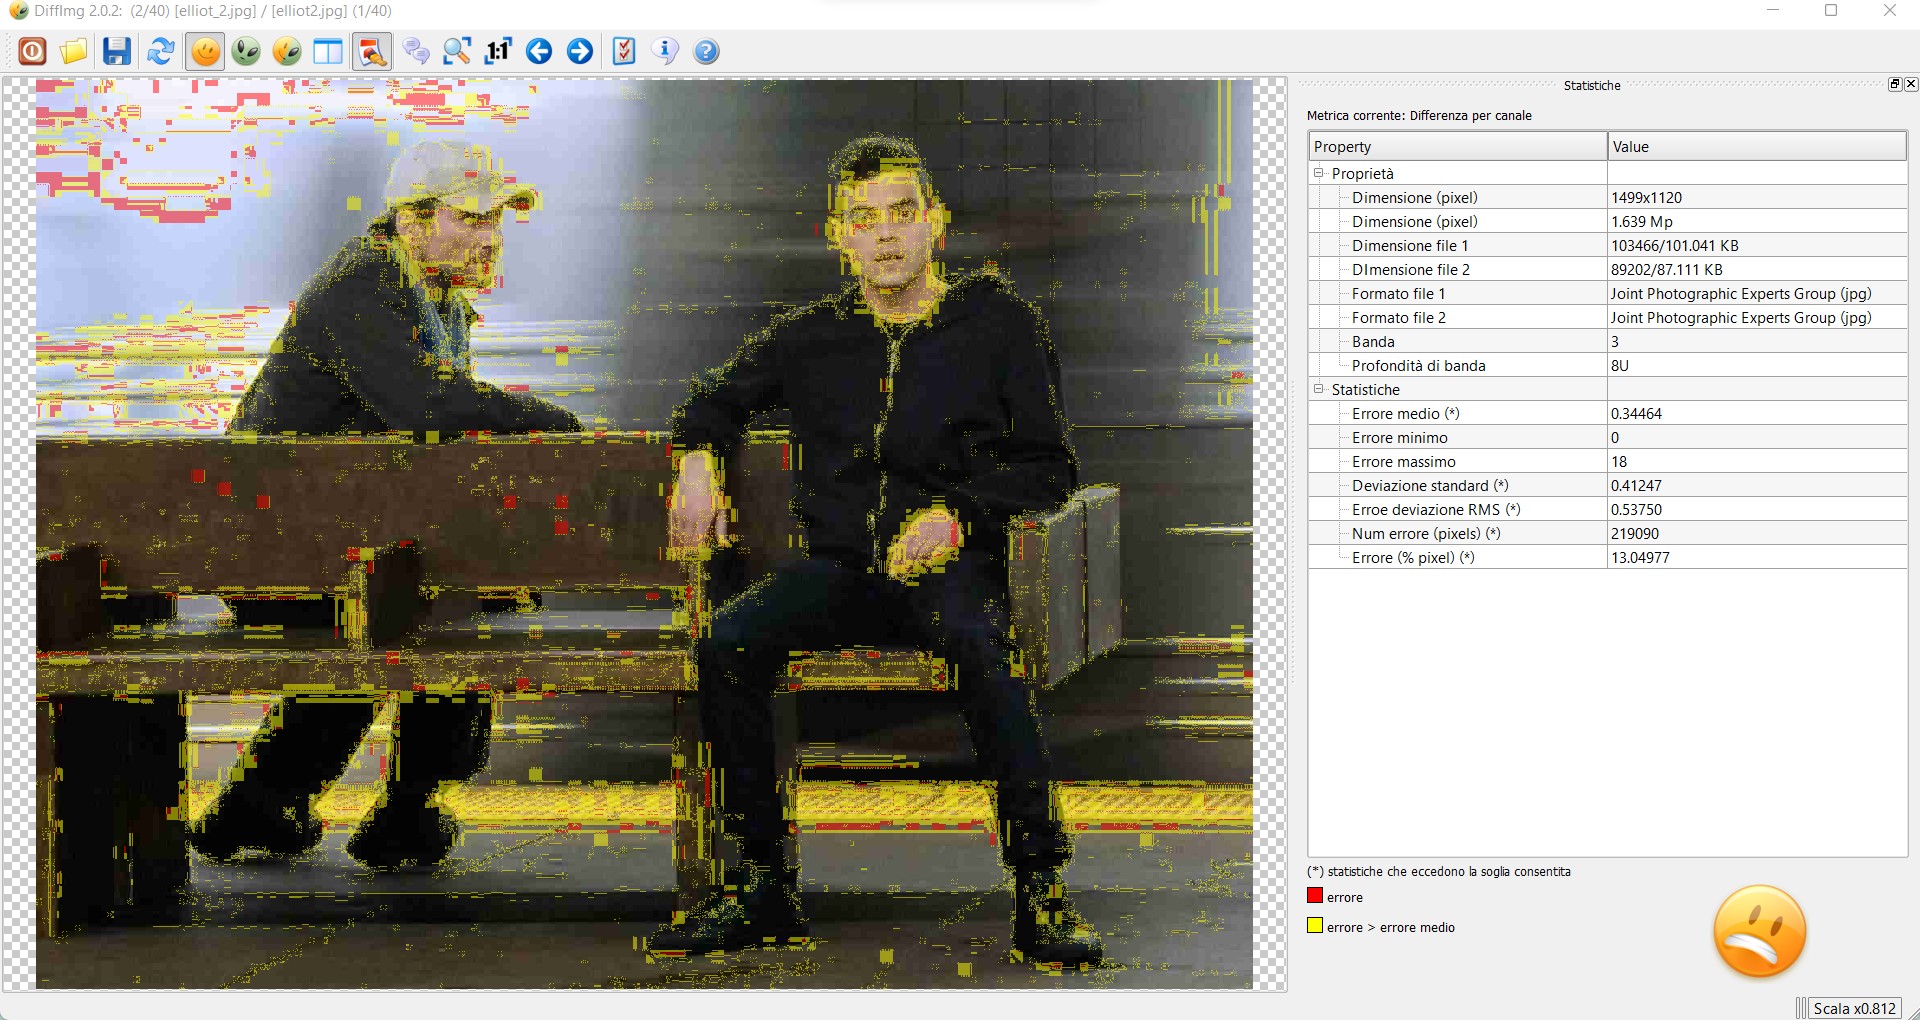 DiffImg 2.0.2: (2/40) [elliot_2.jpg] / [elliot2.jpg] (1/40)
1:1
Statistiche
Metrica corrente: Differenza per canale
Property Value
Proprietà
Dimensione (pixel) 1499x1120
Dimensione (pixel) 1.639 Mp
Dimensione file 1 103466/101.041 KB
DImensione file 2 89202/87.111 KB
Formato file 1 Joint Photographic Experts Group (jpg)
Formato file 2 Joint Photographic Experts Group (jpg)
Banda 3
Profondità di banda 8U
Statistiche
Errore medio (*) 0.34464
Errore minimo 0
Errore massimo 18
Deviazione standard (*) 0.41247
Erroe deviazione RMS (*) 0.53750
Num errore (pixels) (*) 219090
Errore (% pixel) (*) 13.04977
(*) statistiche che eccedono la soglia consentita
errore
errore > errore medio
Scala x0.812